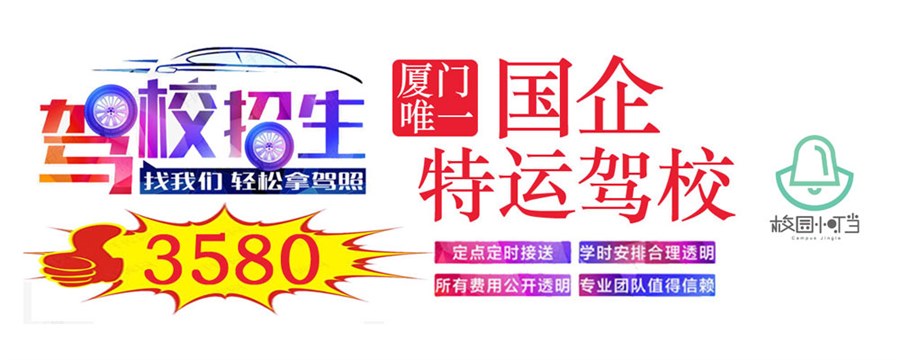 驾校招生
找我们 轻松拿驾照
3580
厦门
唯一
国企
特运驾校
定点定时接送
学时安排合理透明
所有费用公开透明
专业团队值得信赖
校园小叮当
Campus Jingle